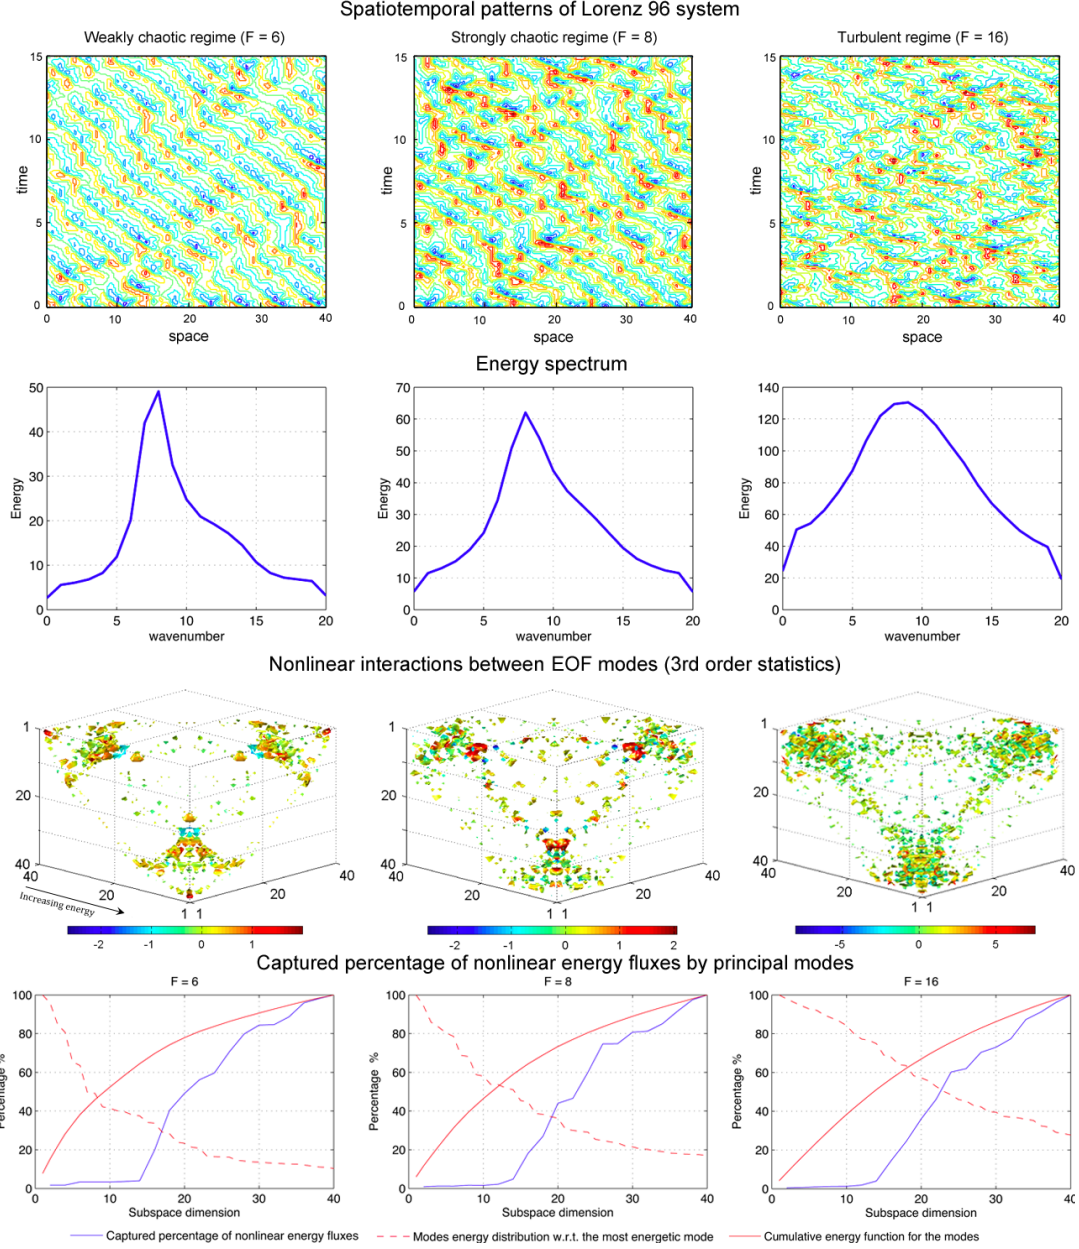 Spatiotemporal patterns of Lorenz 96 system
Weakly chaotic regime (F = 6) Strongly chaotic regime (F = 8) Turbulent regime (F = 16)
15 15 15
10 10 10
time time time
5 5 5
0 0 0
0 10 20 30 40 0 10 20 30 40 0 10 20 30 40
space space space
Energy spectrum
50 70 140
60 120
40 50 100
30 40 80
Energy Energy Energy
20 30 60
20 40
10 10 20
0 0 0
0 5 10 15 20 0 5 10 15 20 0 5 10 15 20
wavenumber wavenumber wavenumber
Nonlinear interactions between EOF modes (3rd order statistics)
1 1 1
20 20 20
40 40 40
40 40 40 40 40 40
20 20 20 20 20 20
Increasing energy
1 1 1 1 1 1
-2 -1 0 1 -2 -1 0 1 2 -5 0 5
Captured percentage of nonlinear energy fluxes by principal modes
F = 6 F = 8 F = 16
100 100 100
80 80 80
60 60 60
Percentage % Percentage % Percentage %
40 40 40
20 20 20
0 0 0
0 10 20 30 40 0 10 20 30 40 0 10 20 30 40
Subspace dimension Subspace dimension Subspace dimension
Captured percentage of nonlinear energy fluxes Modes energy distribution w.r.t. the most energetic mode Cumulative energy function for the modes